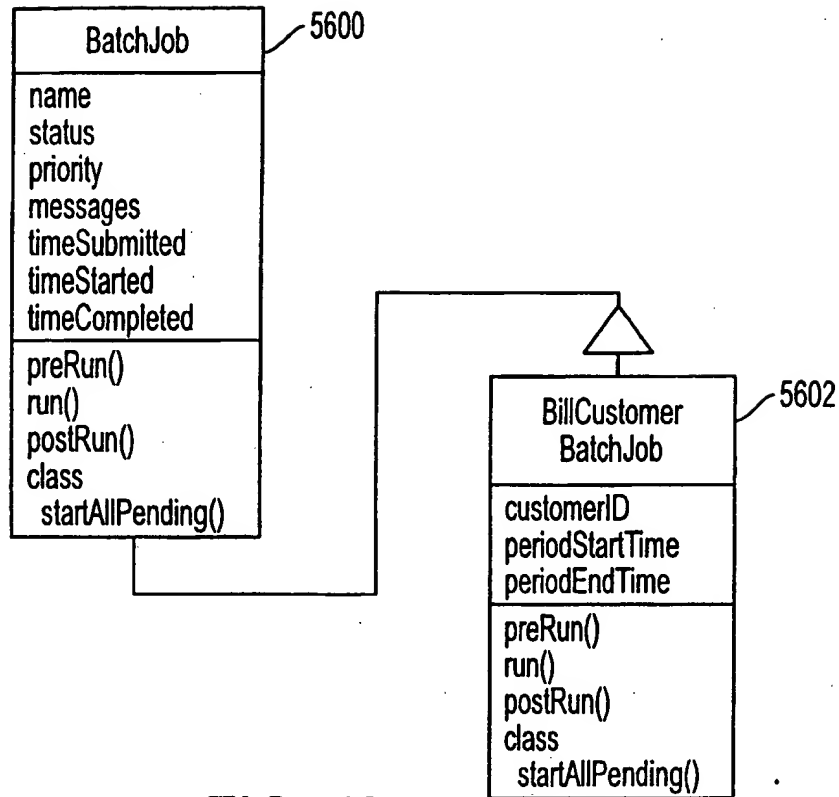 BatchJob
5600
name
status
priority
messages
timeSubmitted
timeStarted
timeCompleted
preRun()
run()
postRun()
class
startAllPending()
BillCustomer
BatchJob
5602
customerID
periodStartTime
periodEndTime
preRun()
run()
postRun()
class
startAllPending()